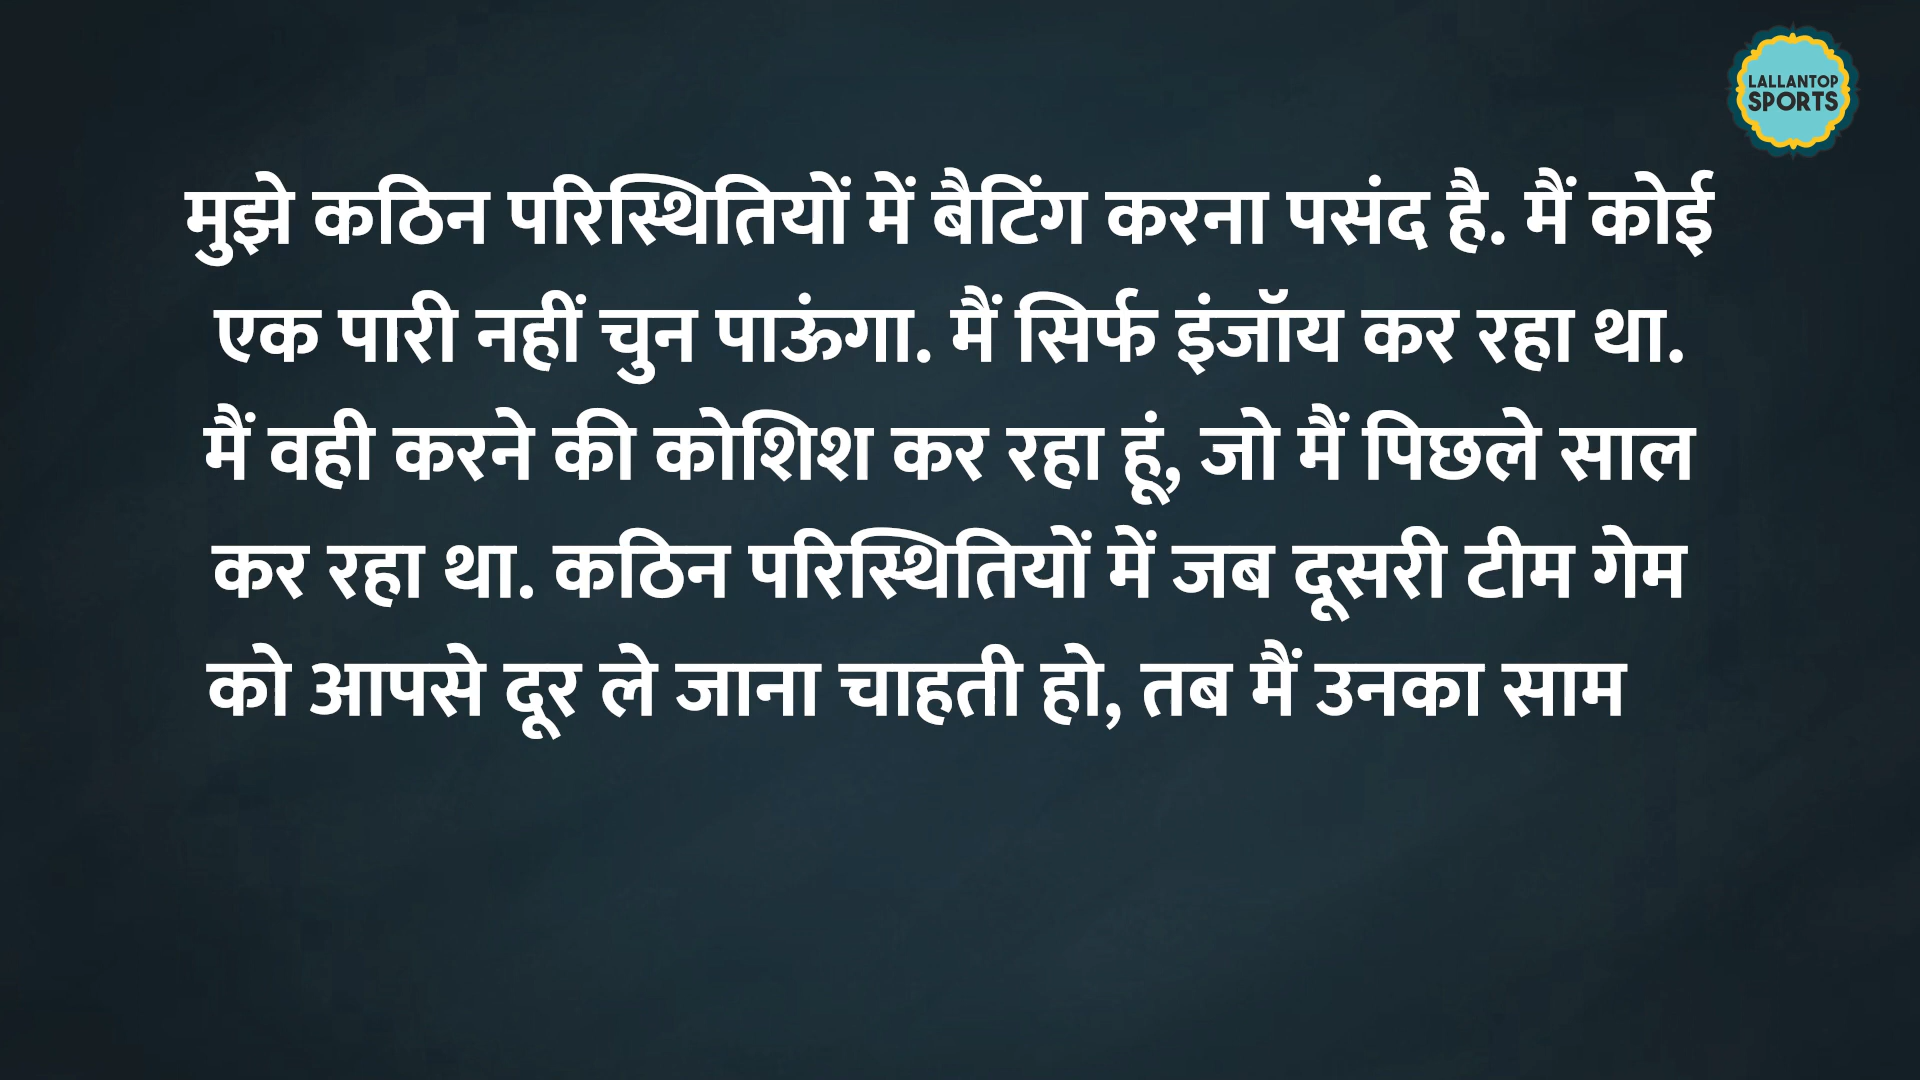 LALLANTOP
SPORTS
मुझे कठिन परिस्थितियों में बैटिंग करना पसंद है. मैं कोई
एक पारी नहीं चुन पाऊंगा. मैं सिर्फ इंजॉय कर रहा था.
मैं वही करने की कोशिश कर रहा हूं, जो मैं पिछले साल
कर रहा था. कठिन परिस्थितियों में जब दूसरी टीम गेम
को आपसे दूर ले जाना चाहती हो, तब मैं उनका साम